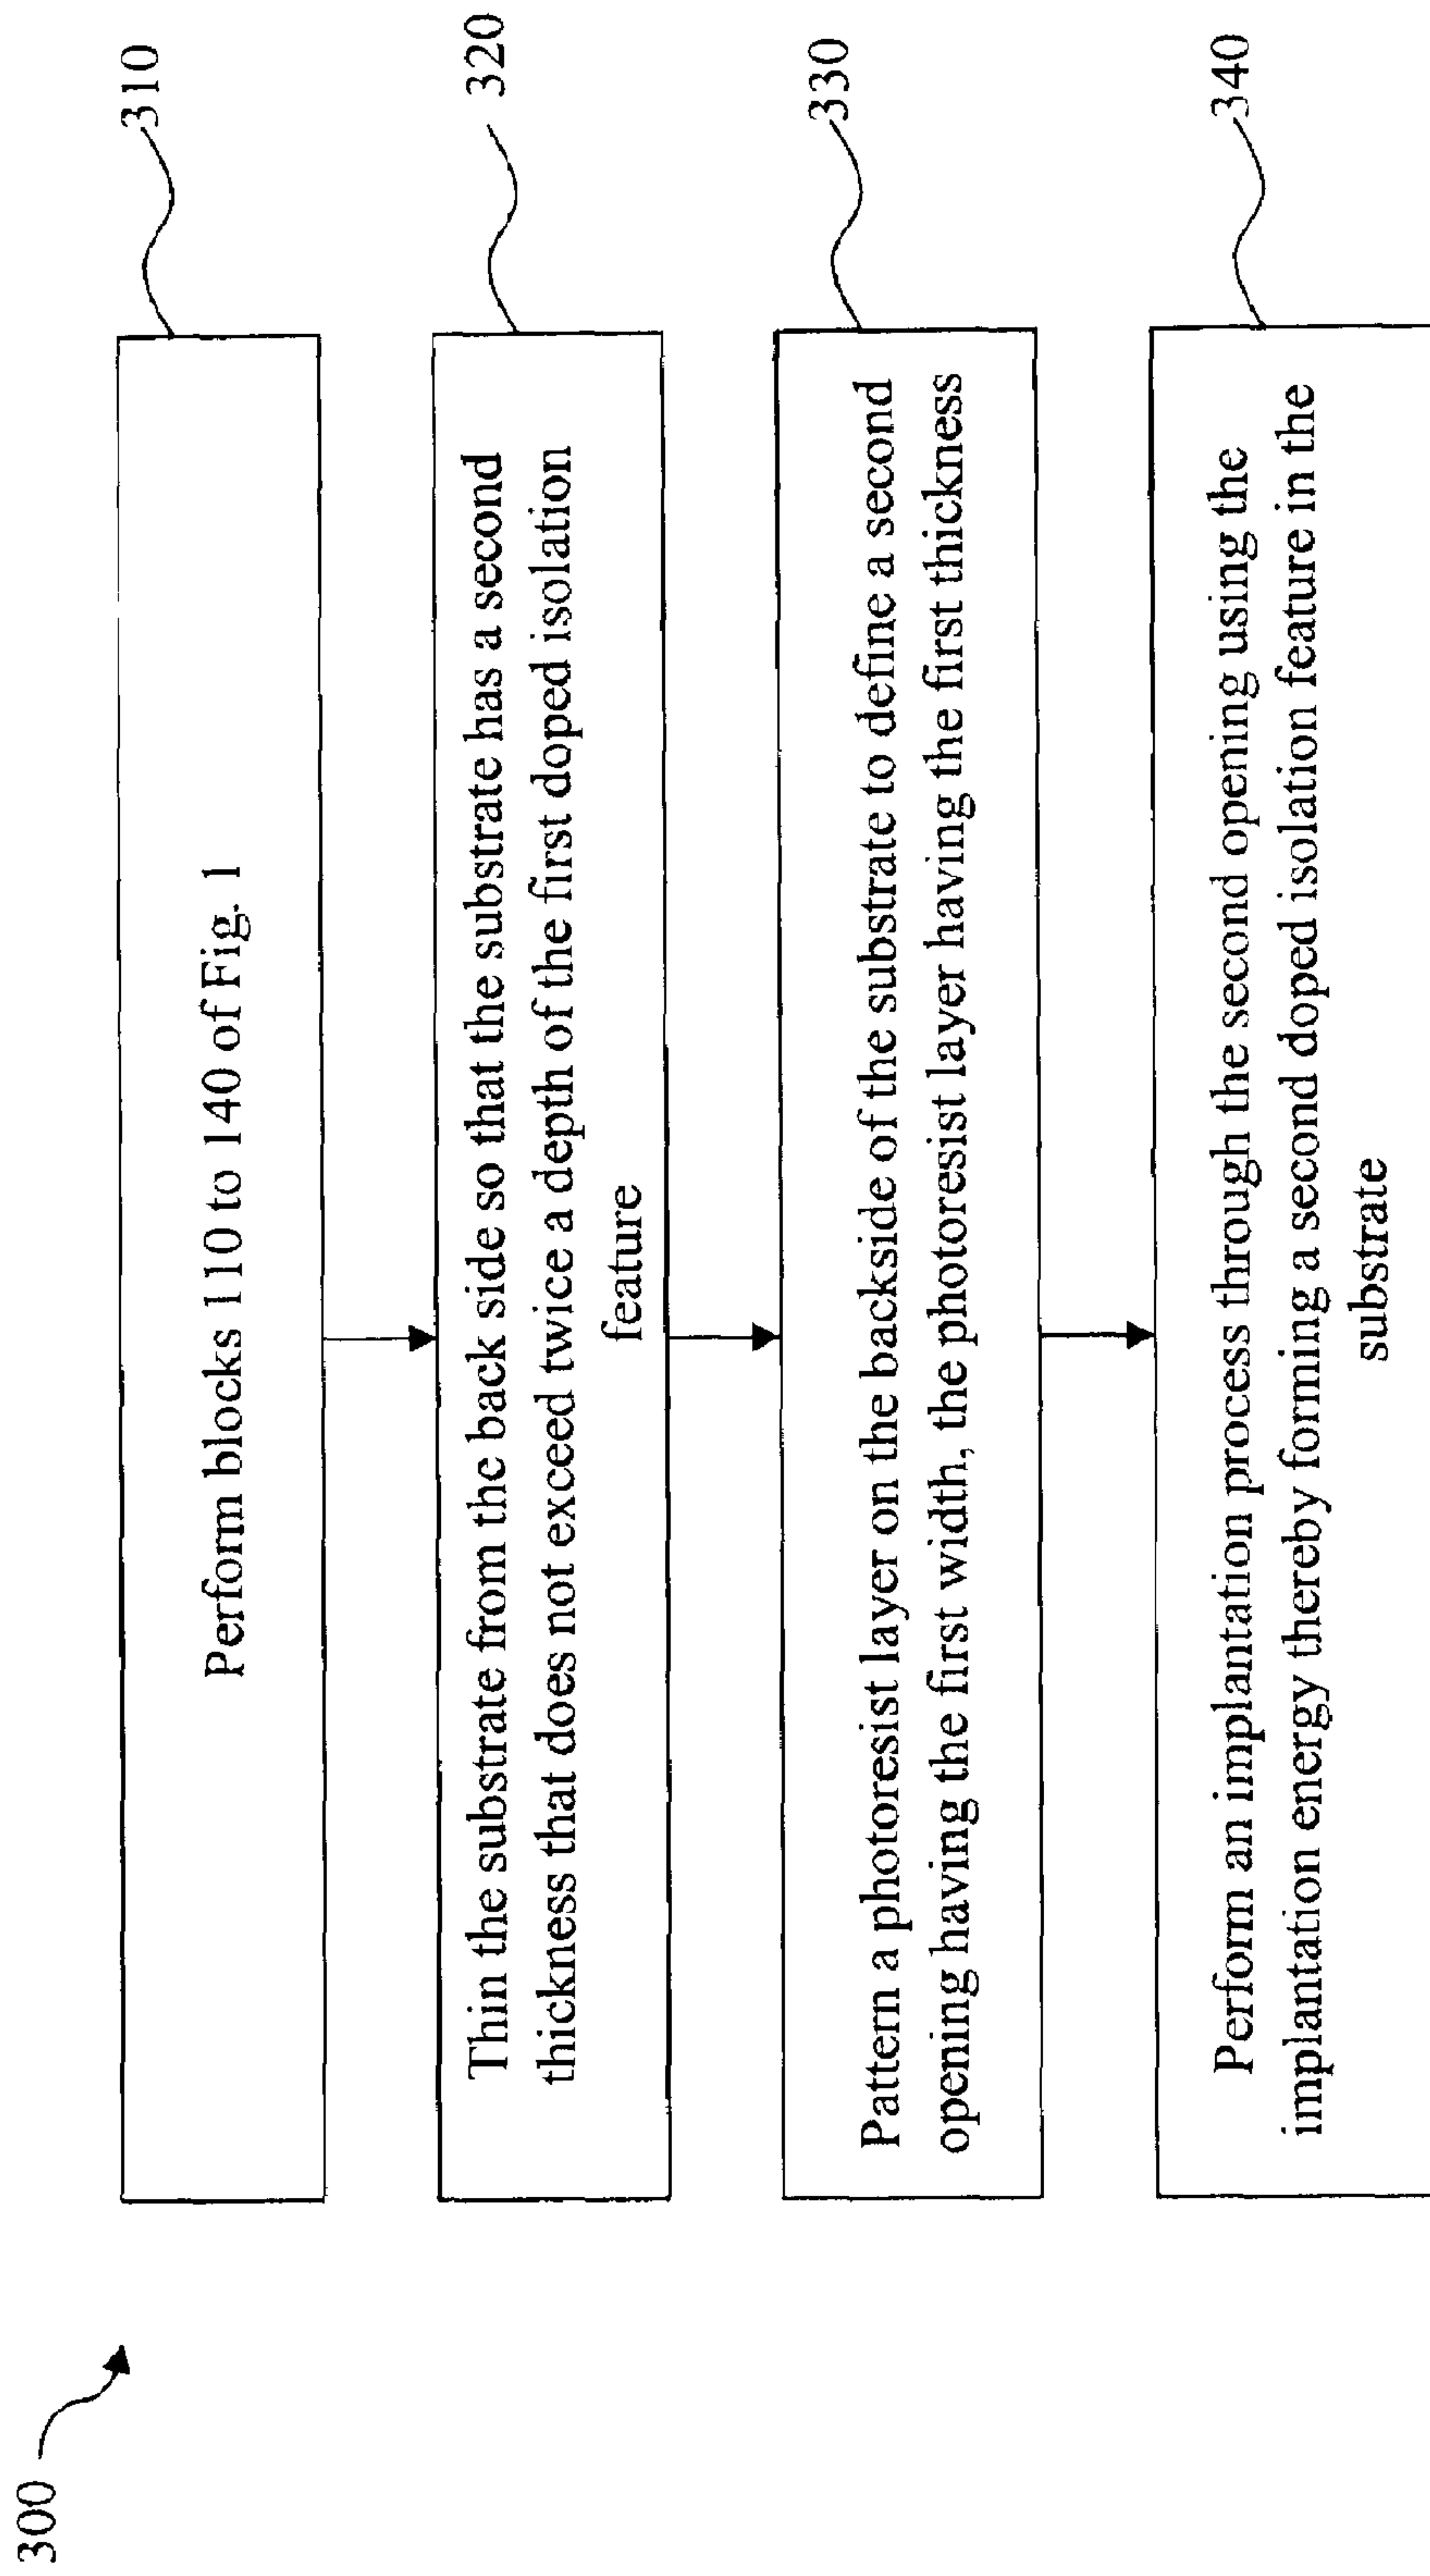 300
310
Perform blocks 110 to 140 of Fig. 1
320
Thin the substrate from the back side so that the substrate has a second
thickness that does not exceed twice a depth of the first doped isolation
feature
330
Pattern a photoresist layer on the backside of the substrate to define a second
opening having the first width, the photoresist layer having the first thickness
340
Perform an implantation process through the second opening using the
implantation energy thereby forming a second doped isolation feature in the
substrate